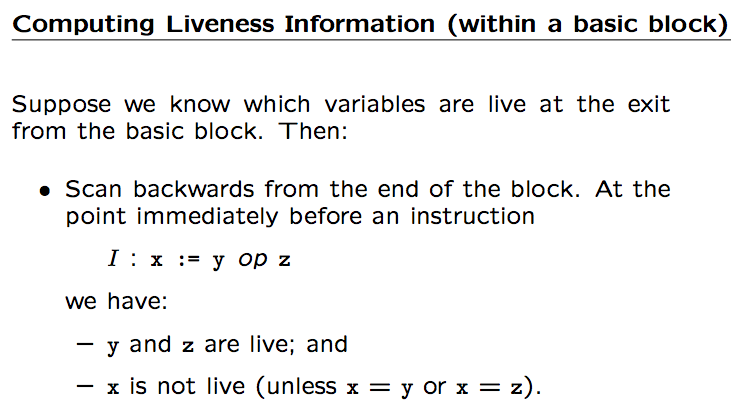 Computing Liveness Information (within a basic block)
Suppose we know which variables are live at the exit
from the basic block. Then:
• Scan backwards from the end of the block. At the
point immediately before an instruction
I : x := y op z
we have:
– y and z are live; and
– x is not live (unless x = y or x = z).